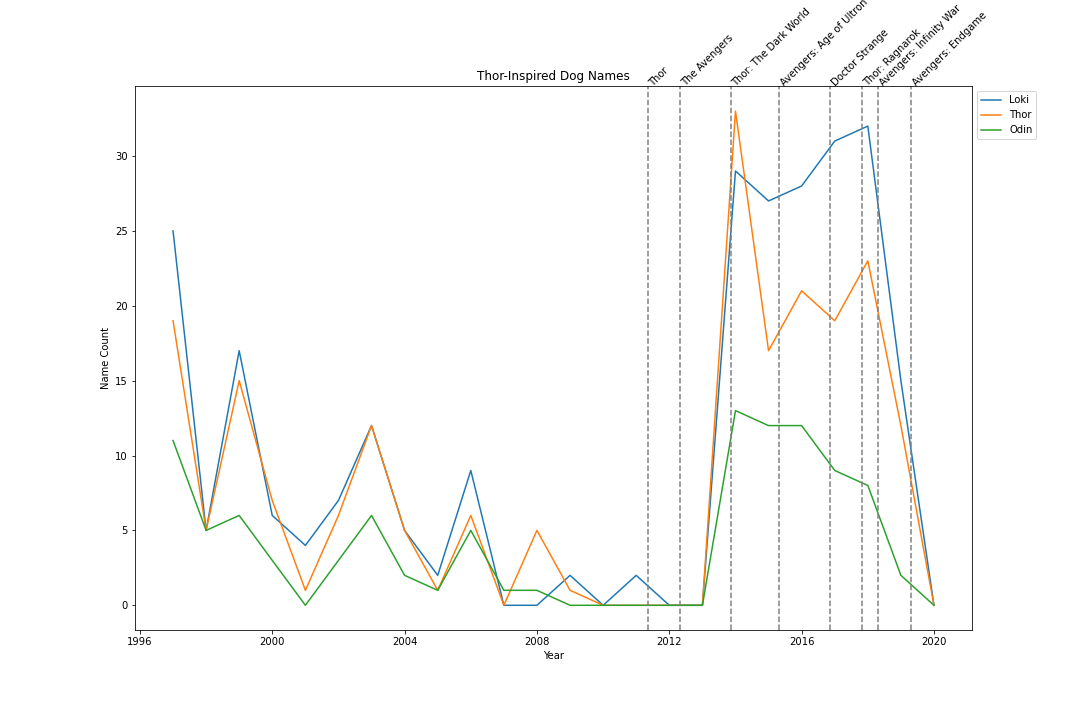 Thor
The Avengers
Thor: The Dark World
Avengers: Age of Ultron
Doctor Strange
Thor: Ragnarok
Avengers: Infinity War
Avengers: Endgame
Thor-Inspired Dog Names
Loki
Thor
Odin
Name Count
30
25
20
15
10
5
0
1996
2000
2004
2008
2012
2016
2020
Year